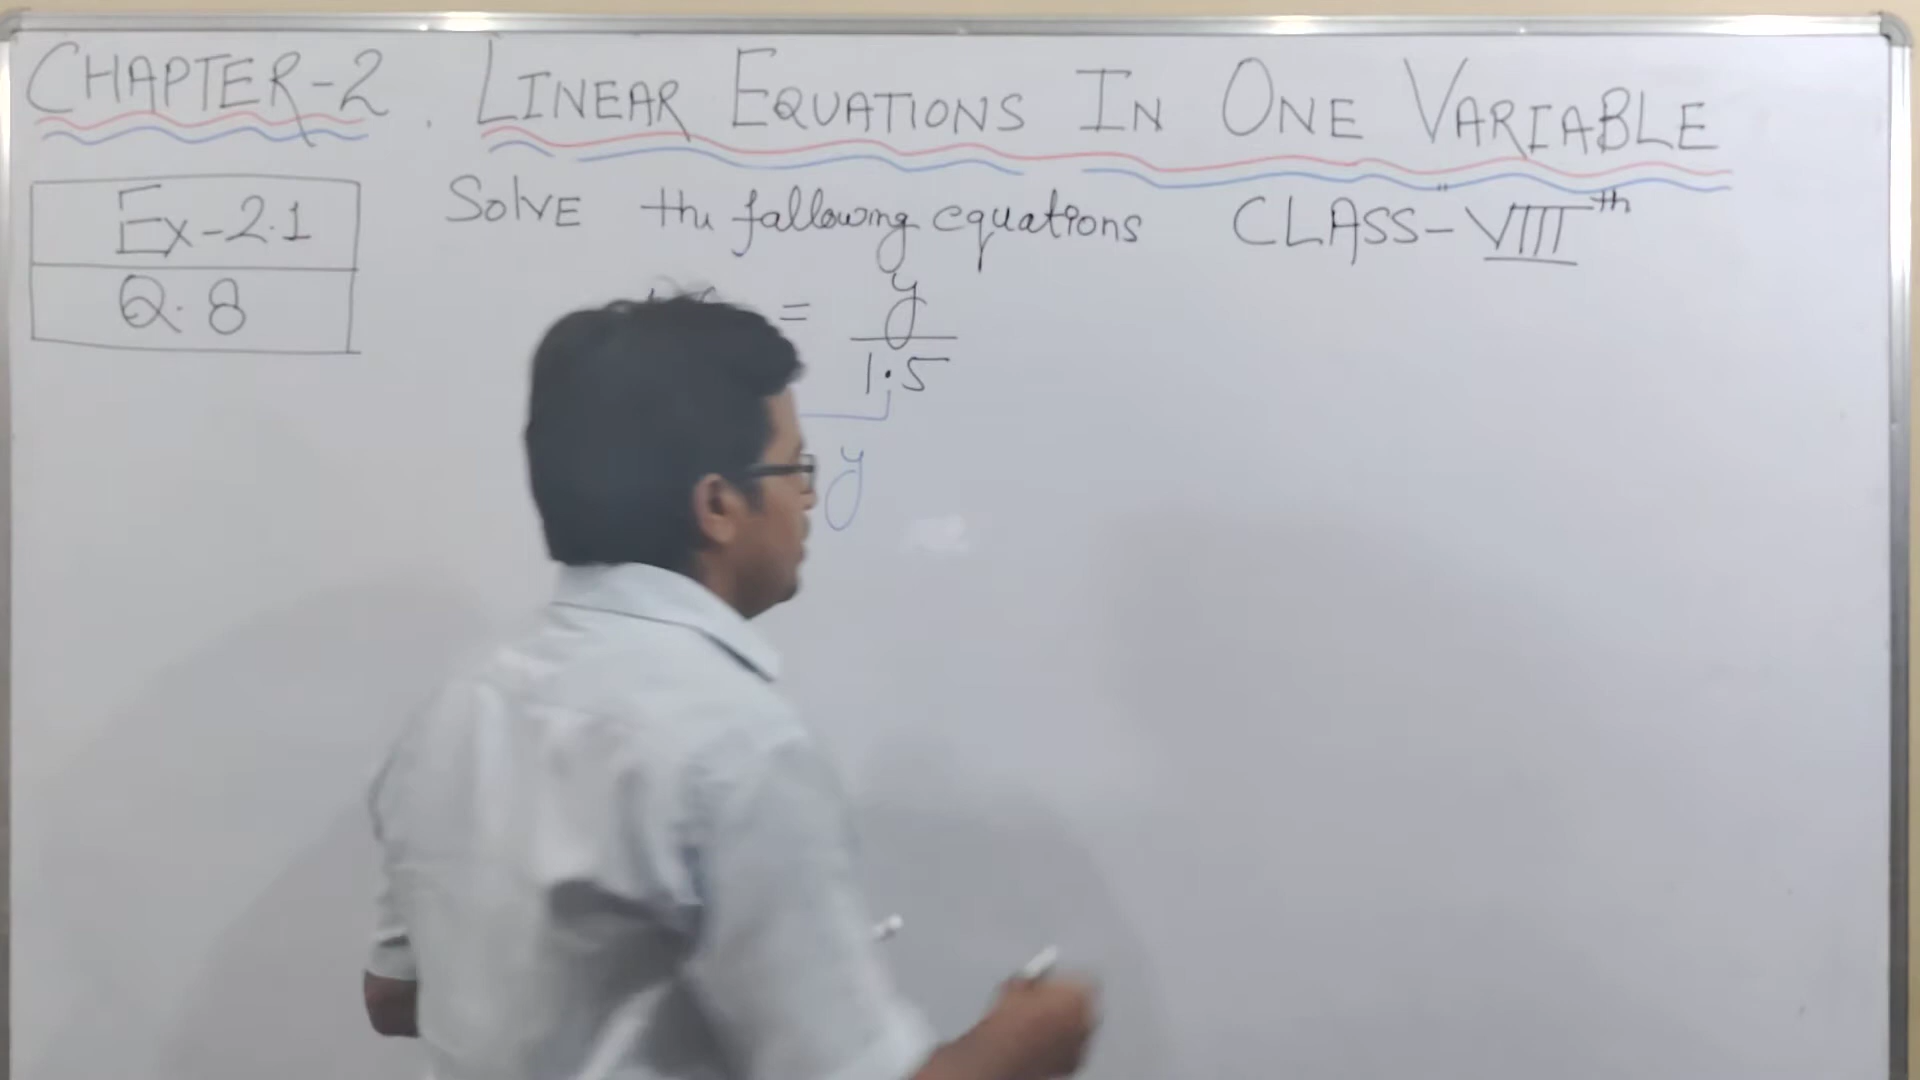 CHAPTER-2. LINEAR EQUATIONS IN ONE VARIABLE
Ex-2.1
Q.8
SOLVE the fallowing equations CLASS-VIII th
= y
1.5
y